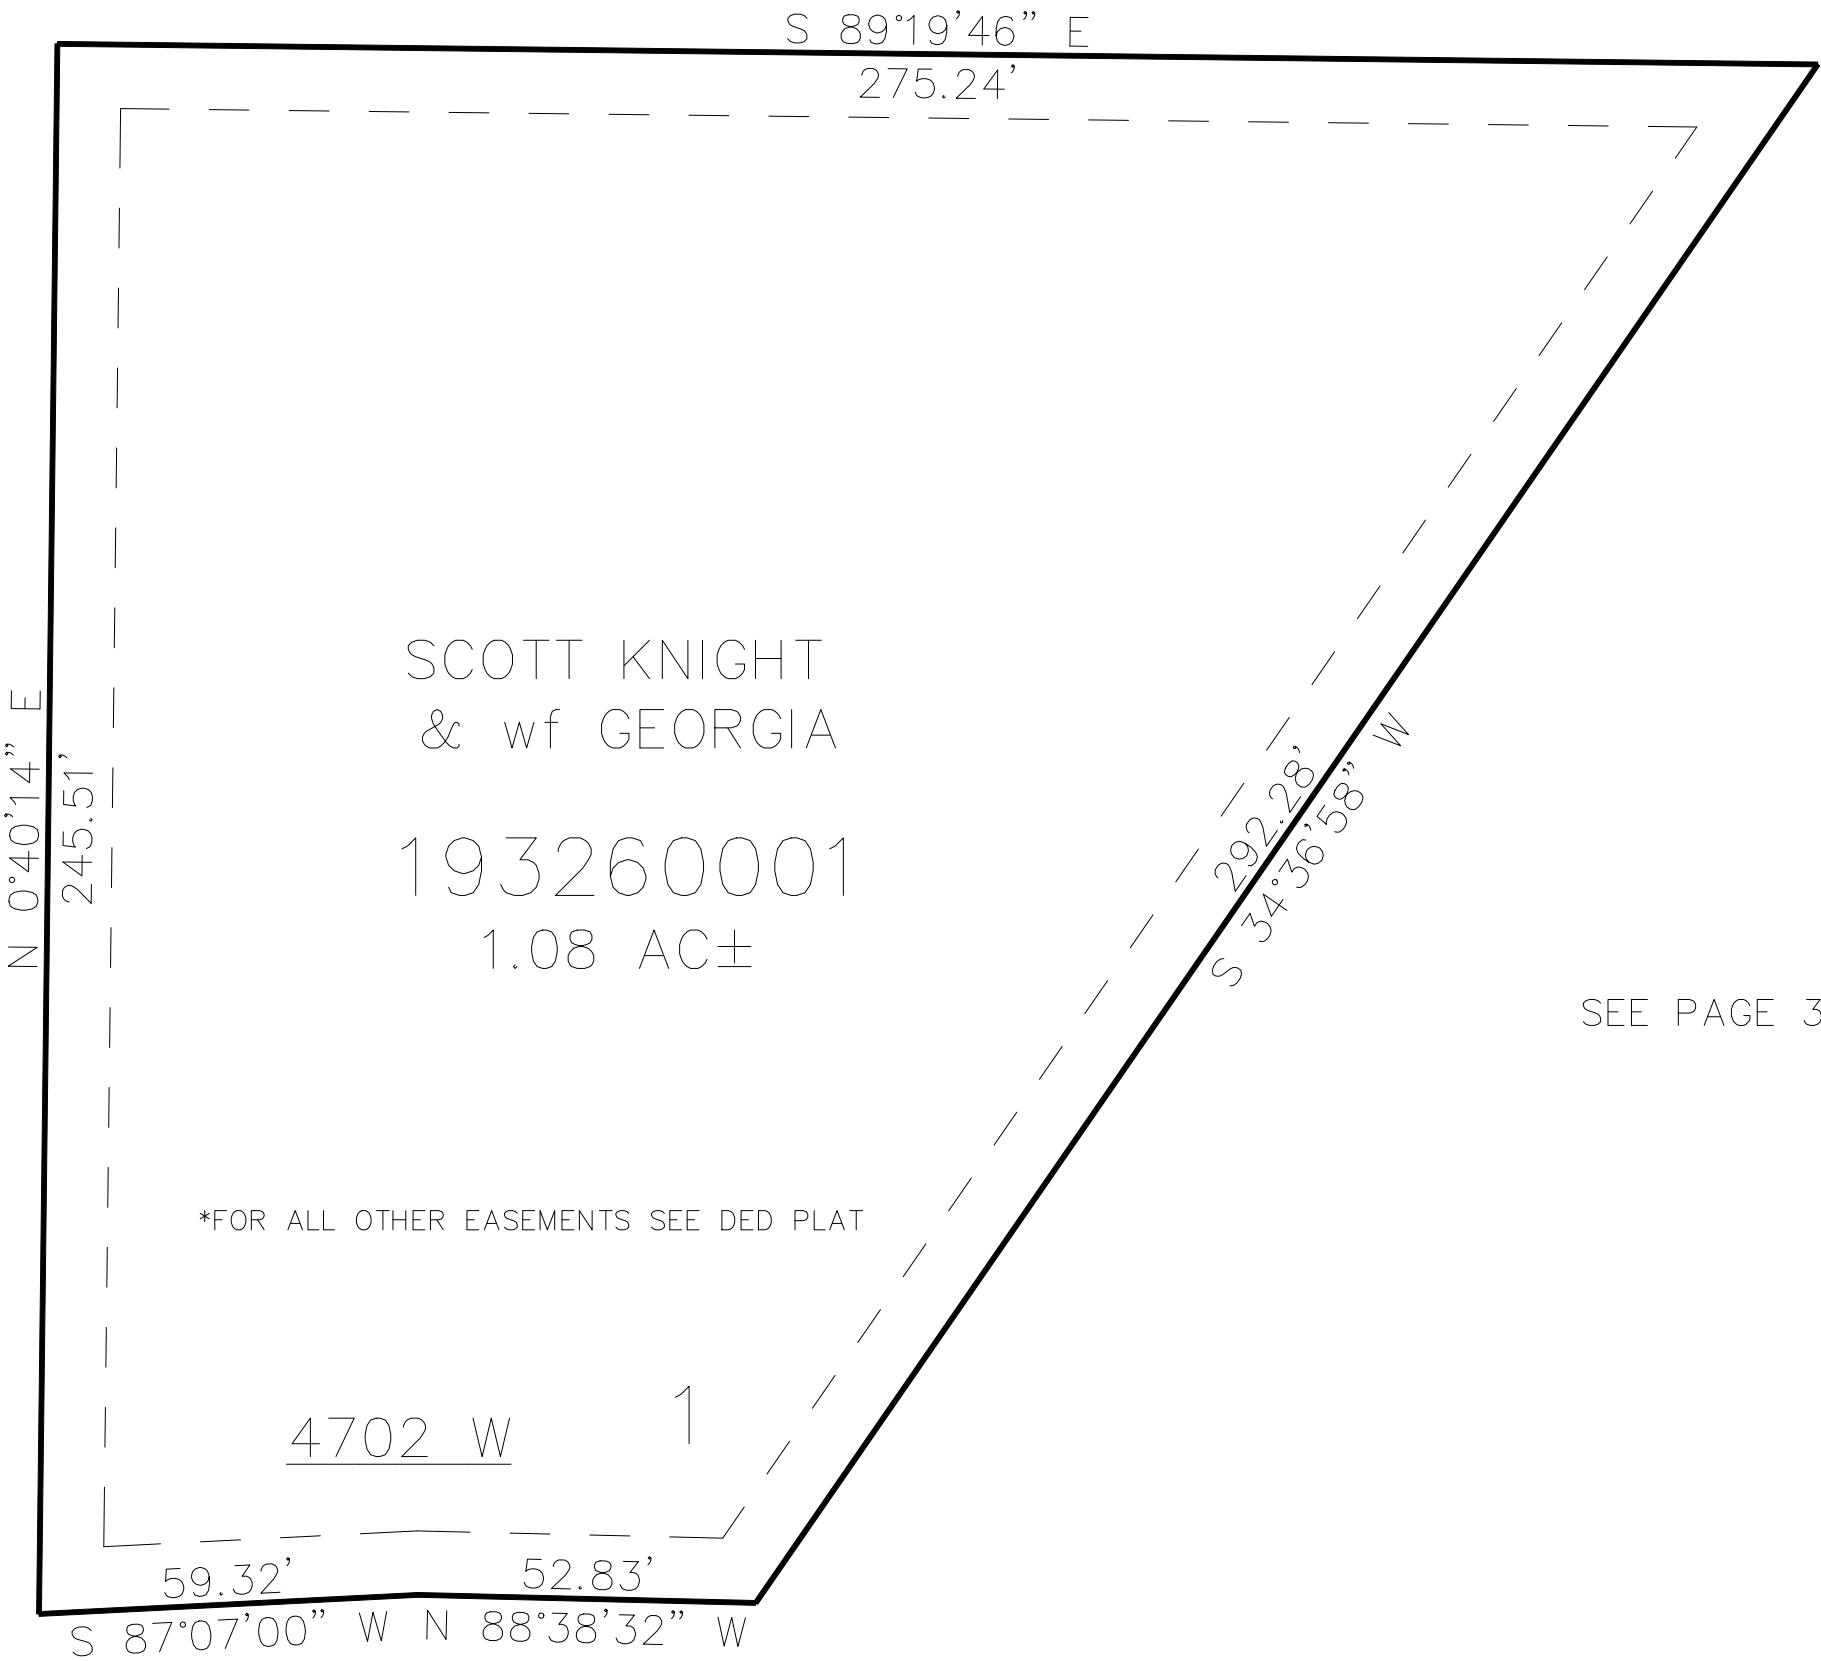 S 89°19'46" E
275.24'
N 0°40'14" E
245.51'
SCOTT KNIGHT
& wf GEORGIA
193260001
1.08 AC±
292.28'
S 34°36'58" W
SEE PAGE 3
*FOR ALL OTHER EASEMENTS SEE DED PLAT
1
4702 W
59.32'
52.83'
S 87°07'00" W
N 88°38'32" W